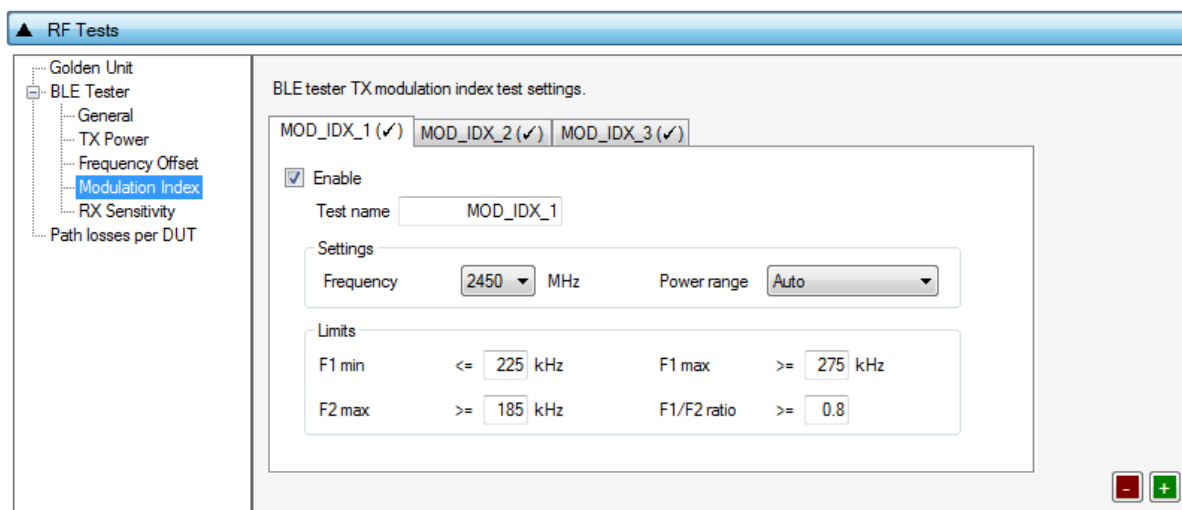 ▲ RF Tests
Golden Unit
BLE Tester
General
TX Power
Frequency Offset
Modulation Index
RX Sensitivity
Path losses per DUT
BLE tester TX modulation index test settings.
MOD_IDX_1 (✓) MOD_IDX_2 (✓) MOD_IDX_3 (✓)
Enable
Test name MOD_IDX_1
Settings
Frequency 2450 MHz Power range Auto
Limits
F1 min <= 225 kHz F1 max >= 275 kHz
F2 max >= 185 kHz F1/F2 ratio >= 0.8
- +